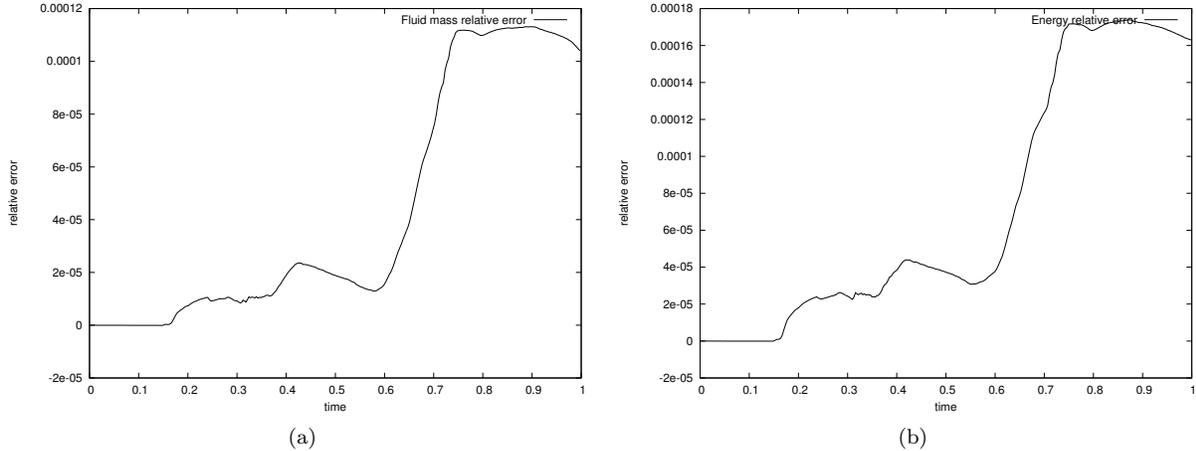 0.00012
0.0001
8e-05
6e-05
4e-05
2e-05
0
-2e-05
relative error
Fluid mass relative error
0 0.1 0.2 0.3 0.4 0.5 0.6 0.7 0.8 0.9 1
time
(a)
0.00018
0.00016
0.00014
0.00012
0.0001
8e-05
6e-05
4e-05
2e-05
0
-2e-05
relative error
Energy relative error
0 0.1 0.2 0.3 0.4 0.5 0.6 0.7 0.8 0.9 1
time
(b)